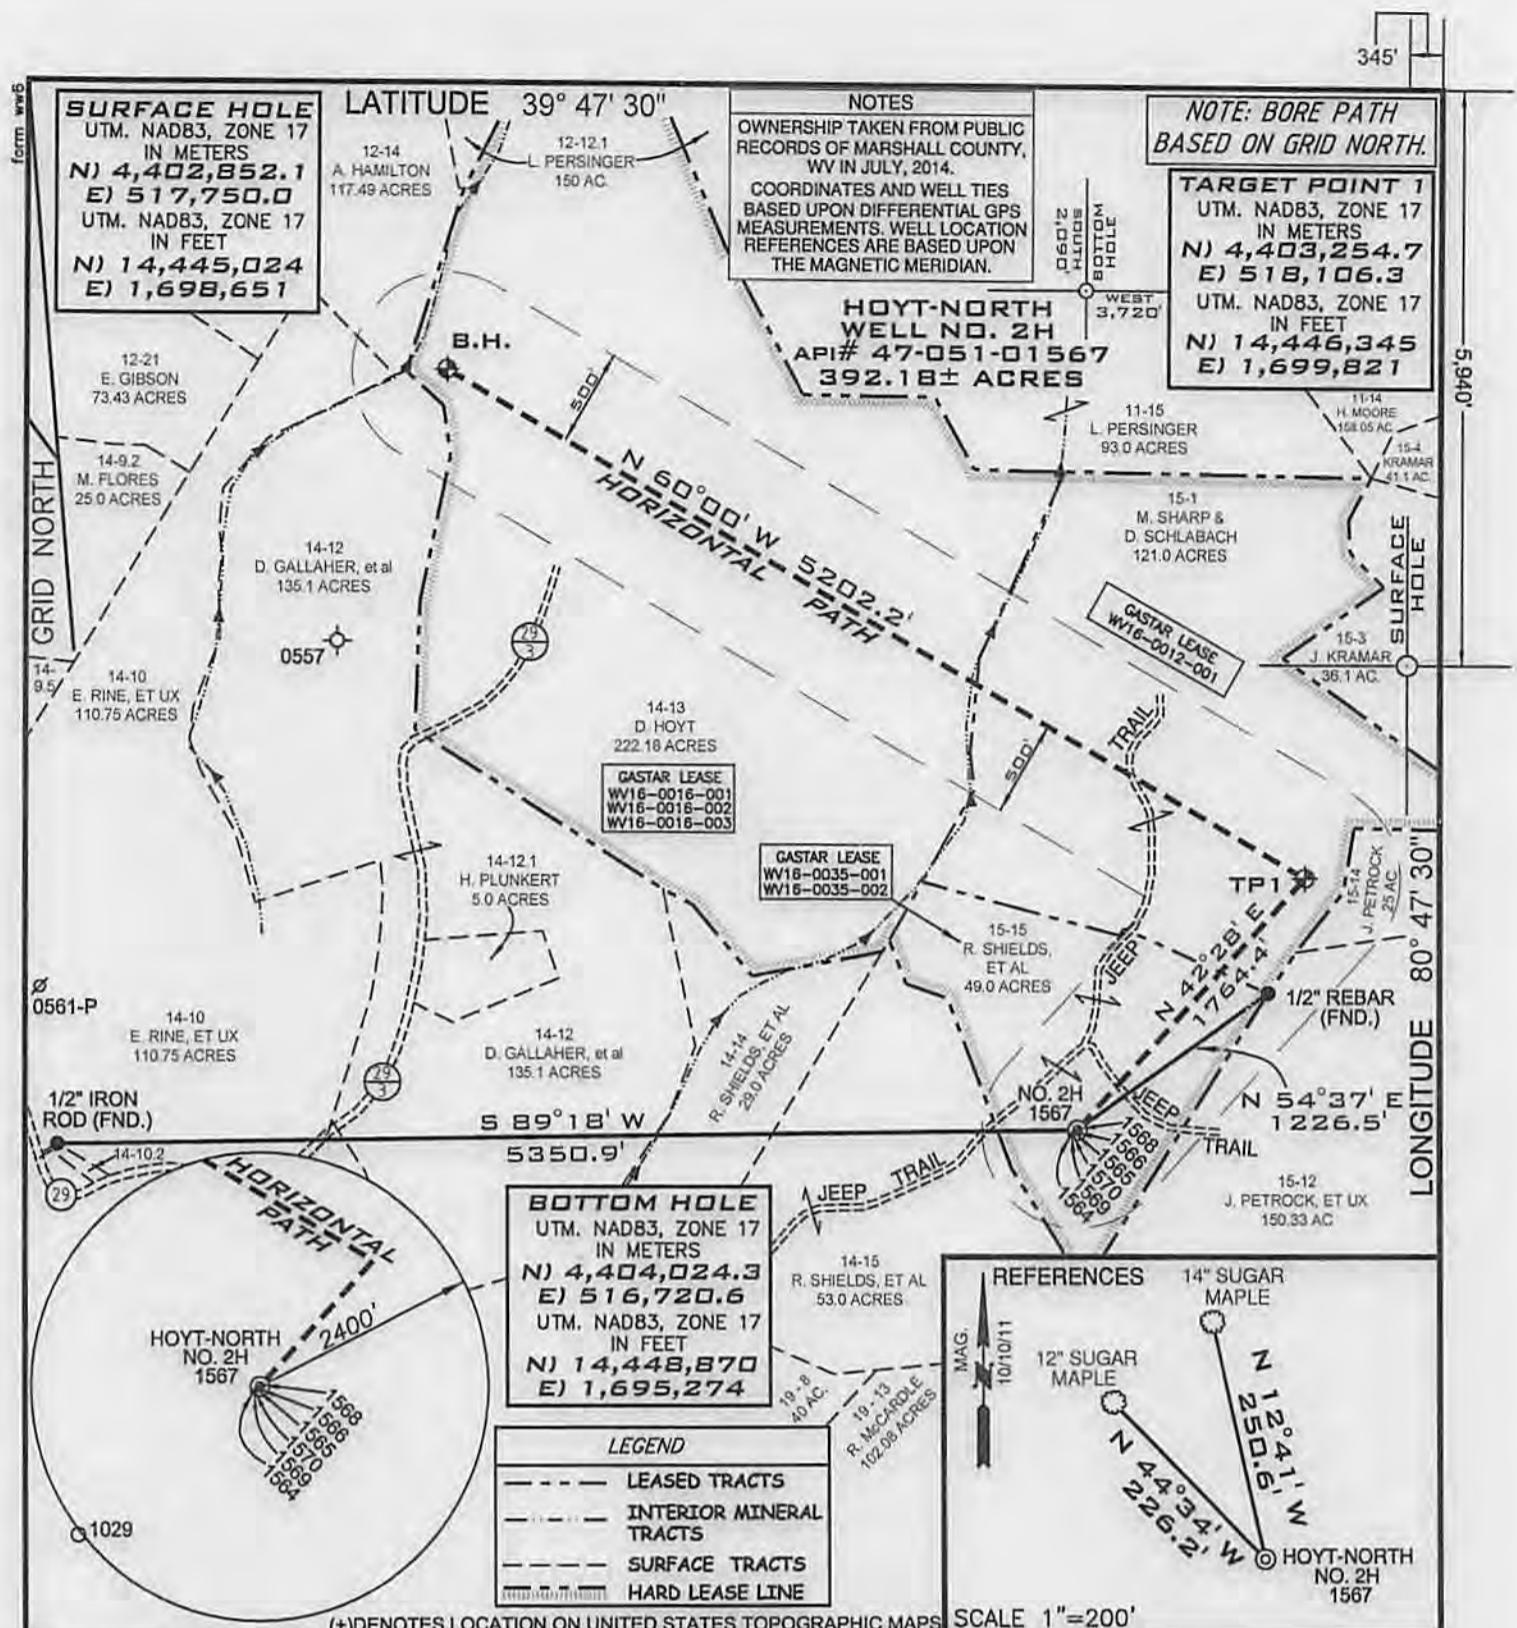 345'
form ww6
SURFACE HOLE
UTM. NAD83, ZONE 17
IN METERS
N) 4,402,852.1
E) 517,750.0
UTM. NAD83, ZONE 17
IN FEET
N) 14,445,024
E) 1,698,651
LATITUDE 39° 47' 30"
12-14
A. HAMILTON
117.49 ACRES
12-12.1
L. PERSINGER
150 AC.
NOTES
OWNERSHIP TAKEN FROM PUBLIC
RECORDS OF MARSHALL COUNTY,
WV IN JULY, 2014.
COORDINATES AND WELL TIES
BASED UPON DIFFERENTIAL GPS
MEASUREMENTS. WELL LOCATION
REFERENCES ARE BASED UPON
THE MAGNETIC MERIDIAN.
NOTE: BORE PATH
BASED ON GRID NORTH.
TARGET POINT 1
UTM. NAD83, ZONE 17
IN METERS
N) 4,403,254.7
E) 518,106.3
UTM. NAD83, ZONE 17
IN FEET
N) 14,446,345
E) 1,699,821
BOTTOM
HOLE
SOUTH
2,090'
WEST
3,720'
HOYT-NORTH
WELL NO. 2H
API# 47-051-01567
392.18± ACRES
5,940'
B.H.
500'
12-21
E. GIBSON
73.43 ACRES
14-9.2
M. FLORES
25.0 ACRES
GRID NORTH
14-12
D. GALLAHER, et al
135.1 ACRES
0557
14-
9.5
14-10
E. RINE, ET UX
110.75 ACRES
29
3
N 60°00' W 5202.2'
HORIZONTAL PATH
11-15
L. PERSINGER
93.0 ACRES
11-14
H. MOORE
158.05 AC
15-4
KRAMAR
41.1 AC.
15-1
M. SHARP &
D. SCHLABACH
121.0 ACRES
SURFACE
HOLE
15-3
J. KRAMAR
36.1 AC.
GASTAR LEASE
WV16-0012-001
14-13
D. HOYT
222.18 ACRES
GASTAR LEASE
WV16-0016-001
WV16-0016-002
WV16-0016-003
TRAIL
500'
14-12.1
H. PLUNKERT
5.0 ACRES
GASTAR LEASE
WV16-0035-001
WV16-0035-002
TP1
15-14
J. PETROCK
25 AC.
LONGITUDE 80° 47' 30"
15-15
R. SHIELDS,
ET AL
49.0 ACRES
JEEP
N 42°28' E
1764.4'
1/2" REBAR
(FND.)
0561-P
14-10
E. RINE, ET UX
110.75 ACRES
14-12
D. GALLAHER, et al
135.1 ACRES
14-14
R. SHIELDS, ET AL
29.0 ACRES
29
3
1/2" IRON
ROD (FND.)
14-10.2
29
S 89°18' W
5350.9'
NO. 2H
1567
JEEP
TRAIL
N 54°37' E
1226.5'
1568
1566
1565
1570
1569
1564
15-12
J. PETROCK, ET UX
150.33 AC
JEEP TRAIL
HORIZONTAL
PATH
2400'
HOYT-NORTH
NO. 2H
1567
1568
1566
1565
1570
1569
1564
1029
BOTTOM HOLE
UTM. NAD83, ZONE 17
IN METERS
N) 4,404,024.3
E) 516,720.6
UTM. NAD83, ZONE 17
IN FEET
N) 14,448,870
E) 1,695,274
14-15
R. SHIELDS, ET AL
53.0 ACRES
19 - 8
40 AC.
19 - 13
R. McCARDLE
102.08 ACRES
LEGEND
LEASED TRACTS
INTERIOR MINERAL
TRACTS
SURFACE TRACTS
HARD LEASE LINE
REFERENCES
MAG.
N
10/10/11
14" SUGAR
MAPLE
12" SUGAR
MAPLE
N 12°41' W
250.6'
N 44°34' W
226.2'
HOYT-NORTH
NO. 2H
1567
SCALE 1"=200'
(+)DENOTES LOCATION ON UNITED STATES TOPOGRAPHIC MAPS